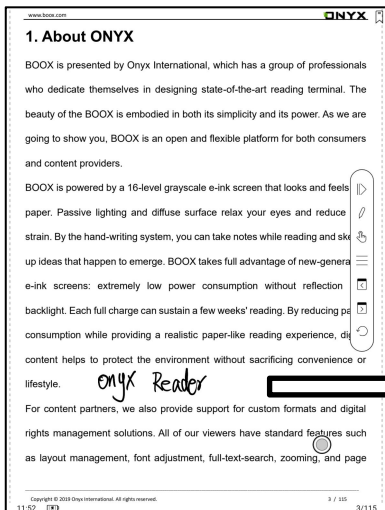 www.boox.com
ONYX
1. About ONYX
BOOX is presented by Onyx International, which has a group of professionals
who dedicate themselves in designing state-of-the-art reading terminal. The
beauty of the BOOX is embodied in both its simplicity and its power. As we are
going to show you, BOOX is an open and flexible platform for both consumers
and content providers.
BOOX is powered by a 16-level grayscale e-ink screen that looks and feels
paper. Passive lighting and diffuse surface relax your eyes and reduce
strain. By the hand-writing system, you can take notes while reading and ske
up ideas that happen to emerge. BOOX takes full advantage of new-genera
e-ink screens: extremely low power consumption without reflection
backlight. Each full charge can sustain a few weeks' reading. By reducing pa
consumption while providing a realistic paper-like reading experience, dig
content helps to protect the environment without sacrificing convenience or
lifestyle. onyx Reader
For content partners, we also provide support for custom formats and digital
rights management solutions. All of our viewers have standard features such
as layout management, font adjustment, full-text-search, zooming, and page
Copyright © 2019 Onyx International. All rights reserved. 3 / 115
11:52 3/115